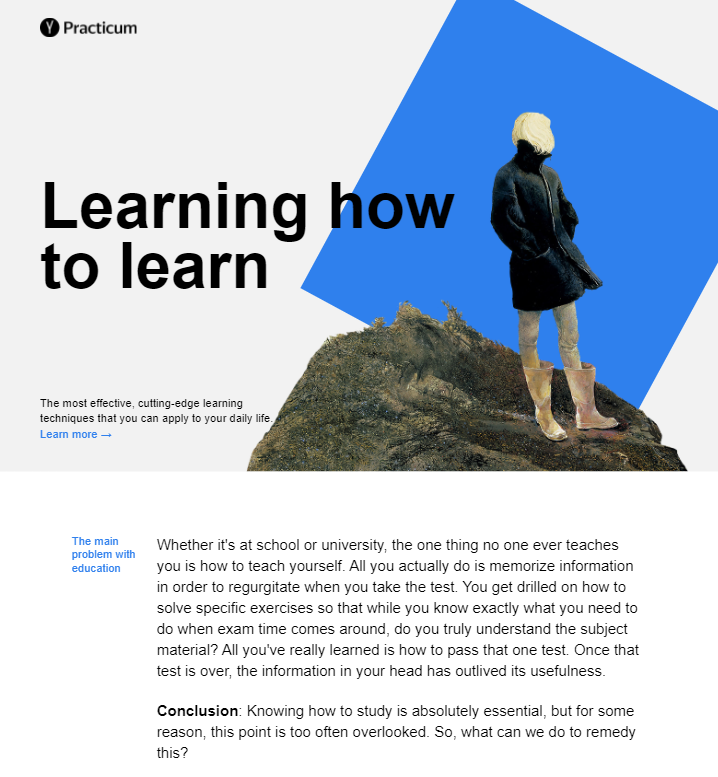 Practicum
Learning how
to learn
The most effective, cutting-edge learning
techniques that you can apply to your daily life.
Learn more →
The main
problem with
education
Whether it's at school or university, the one thing no one ever teaches
you is how to teach yourself. All you actually do is memorize information
in order to regurgitate when you take the test. You get drilled on how to
solve specific exercises so that while you know exactly what you need to
do when exam time comes around, do you truly understand the subject
material? All you've really learned is how to pass that one test. Once that
test is over, the information in your head has outlived its usefulness.
Conclusion: Knowing how to study is absolutely essential, but for some
reason, this point is too often overlooked. So, what can we do to remedy
this?